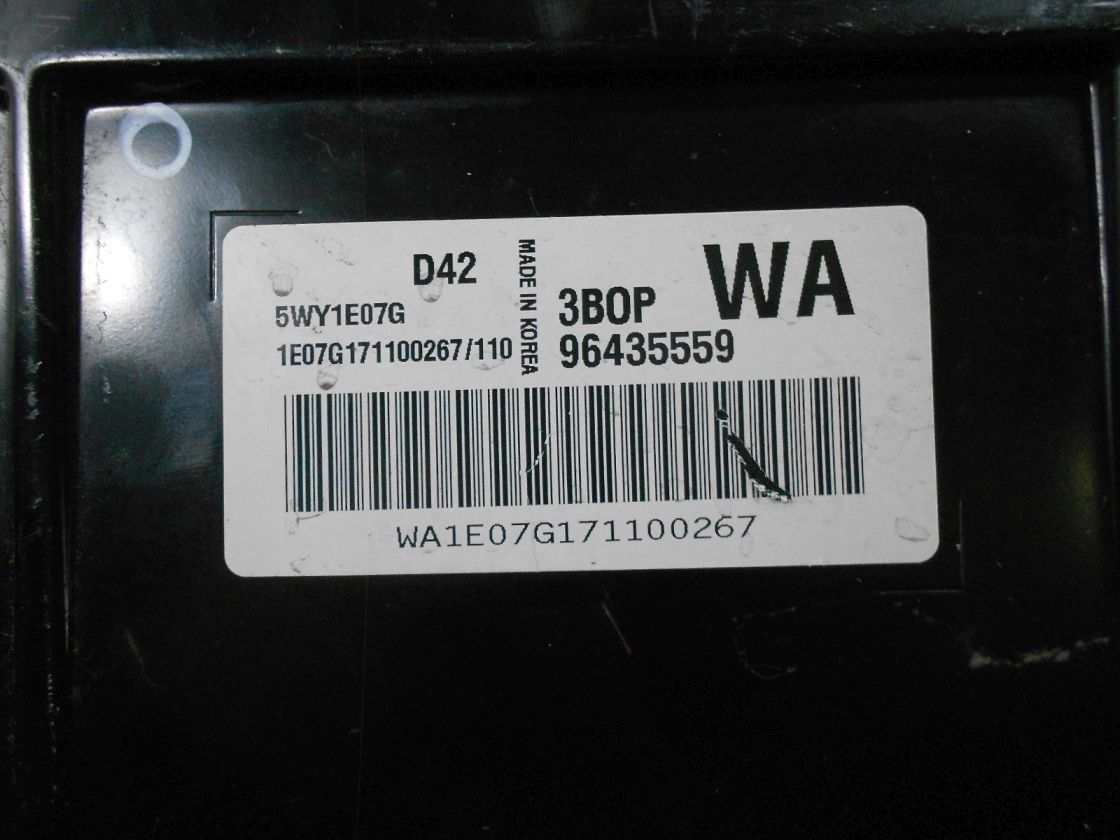 D42
5WY1E07G
1E07G171100267/110
MADE IN KOREA
WA
3BOP
96435559
WA1E07G171100267